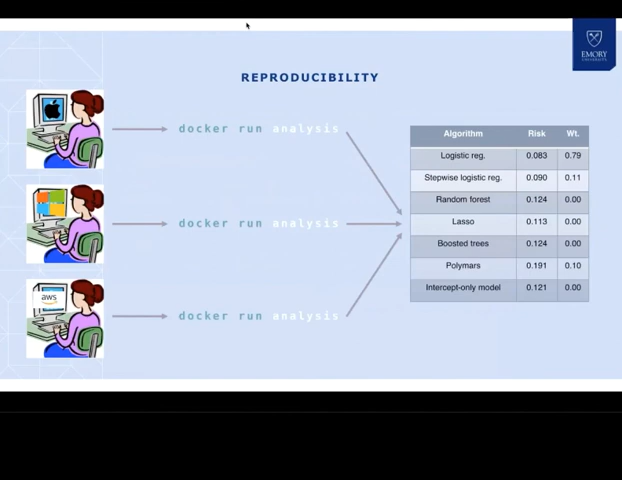 EMORY
UNIVERSITY
REPRODUCIBILITY
docker run analysis
docker run analysis
aws
docker run analysis
Algorithm Risk Wt.
Logistic reg. 0.083 0.79
Stepwise logistic reg. 0.090 0.11
Random forest 0.124 0.00
Lasso 0.113 0.00
Boosted trees 0.124 0.00
Polymars 0.191 0.10
Intercept-only model 0.121 0.00